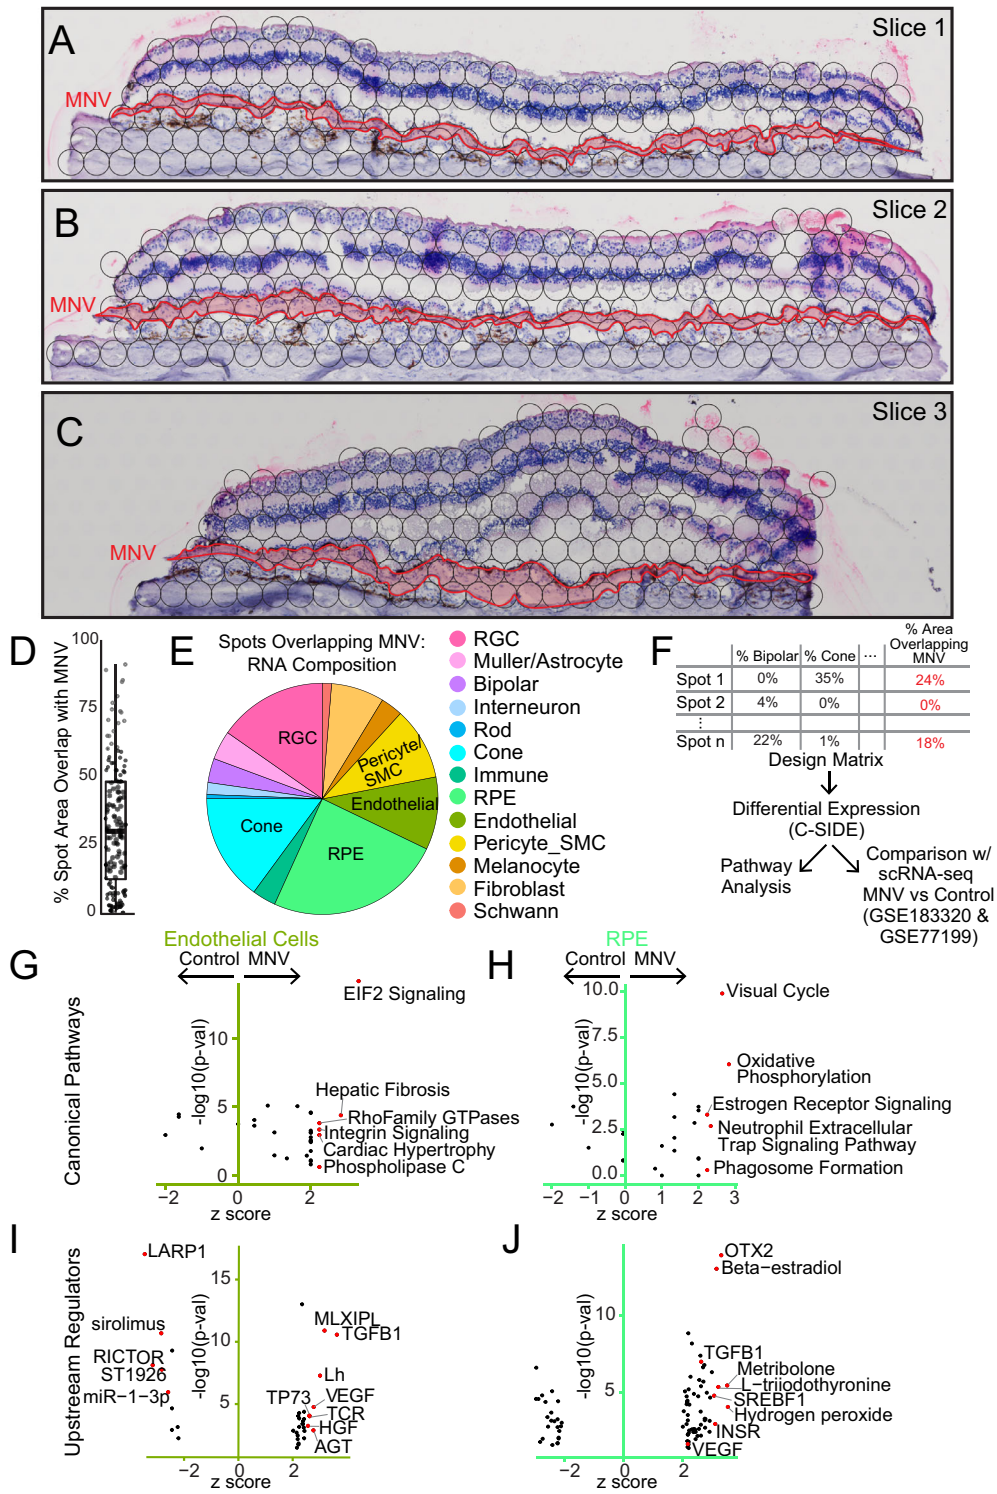 A
Slice 1
MNV
B
Slice 2
MNV
C
Slice 3
MNV
D
% Spot Area Overlap with MNV
100
75
50
25
0
E
Spots Overlapping MNV:
RNA Composition
RGC
Pericyte/
SMC
Endothelial
RPE
Cone
RGC
Muller/Astrocyte
Bipolar
Interneuron
Rod
Cone
Immune
RPE
Endothelial
Pericyte_SMC
Melanocyte
Fibroblast
Schwann
F
% Bipolar % Cone ... % Area Overlapping MNV
Spot 1 0% 35% 24%
Spot 2 4% 0% 0%
⋮
Spot n 22% 1% 18%
Design Matrix
Differential Expression
(C-SIDE)
Pathway
Analysis
Comparison w/
scRNA-seq
MNV vs Control
(GSE183320 &
GSE77199)
Canonical Pathways
G
Endothelial Cells
Control MNV
-log10(p-val)
10
5
0
EIF2 Signaling
Hepatic Fibrosis
RhoFamily GTPases
Integrin Signaling
Cardiac Hypertrophy
Phospholipase C
−2 0 2
z score
H
RPE
Control MNV
-log10(p-val)
10.0
7.5
5.0
2.5
0.0
Visual Cycle
Oxidative
Phosphorylation
Estrogen Receptor Signaling
Neutrophil Extracellular
Trap Signaling Pathway
Phagosome Formation
−2 −1 0 1 2 3
z score
Upstreeam Regulators
I
-log10(p-val)
15
10
5
LARP1
sirolimus
RICTOR
ST1926
miR−1−3p
MLXIPL
TGFB1
Lh
TP73
VEGF
TCR
HGF
AGT
−2 2
z score
J
-log10(p-val)
10
5
OTX2
Beta−estradiol
TGFB1
Metribolone
L−triiodothyronine
SREBF1
Hydrogen peroxide
INSR
VEGF
−2 2
z score